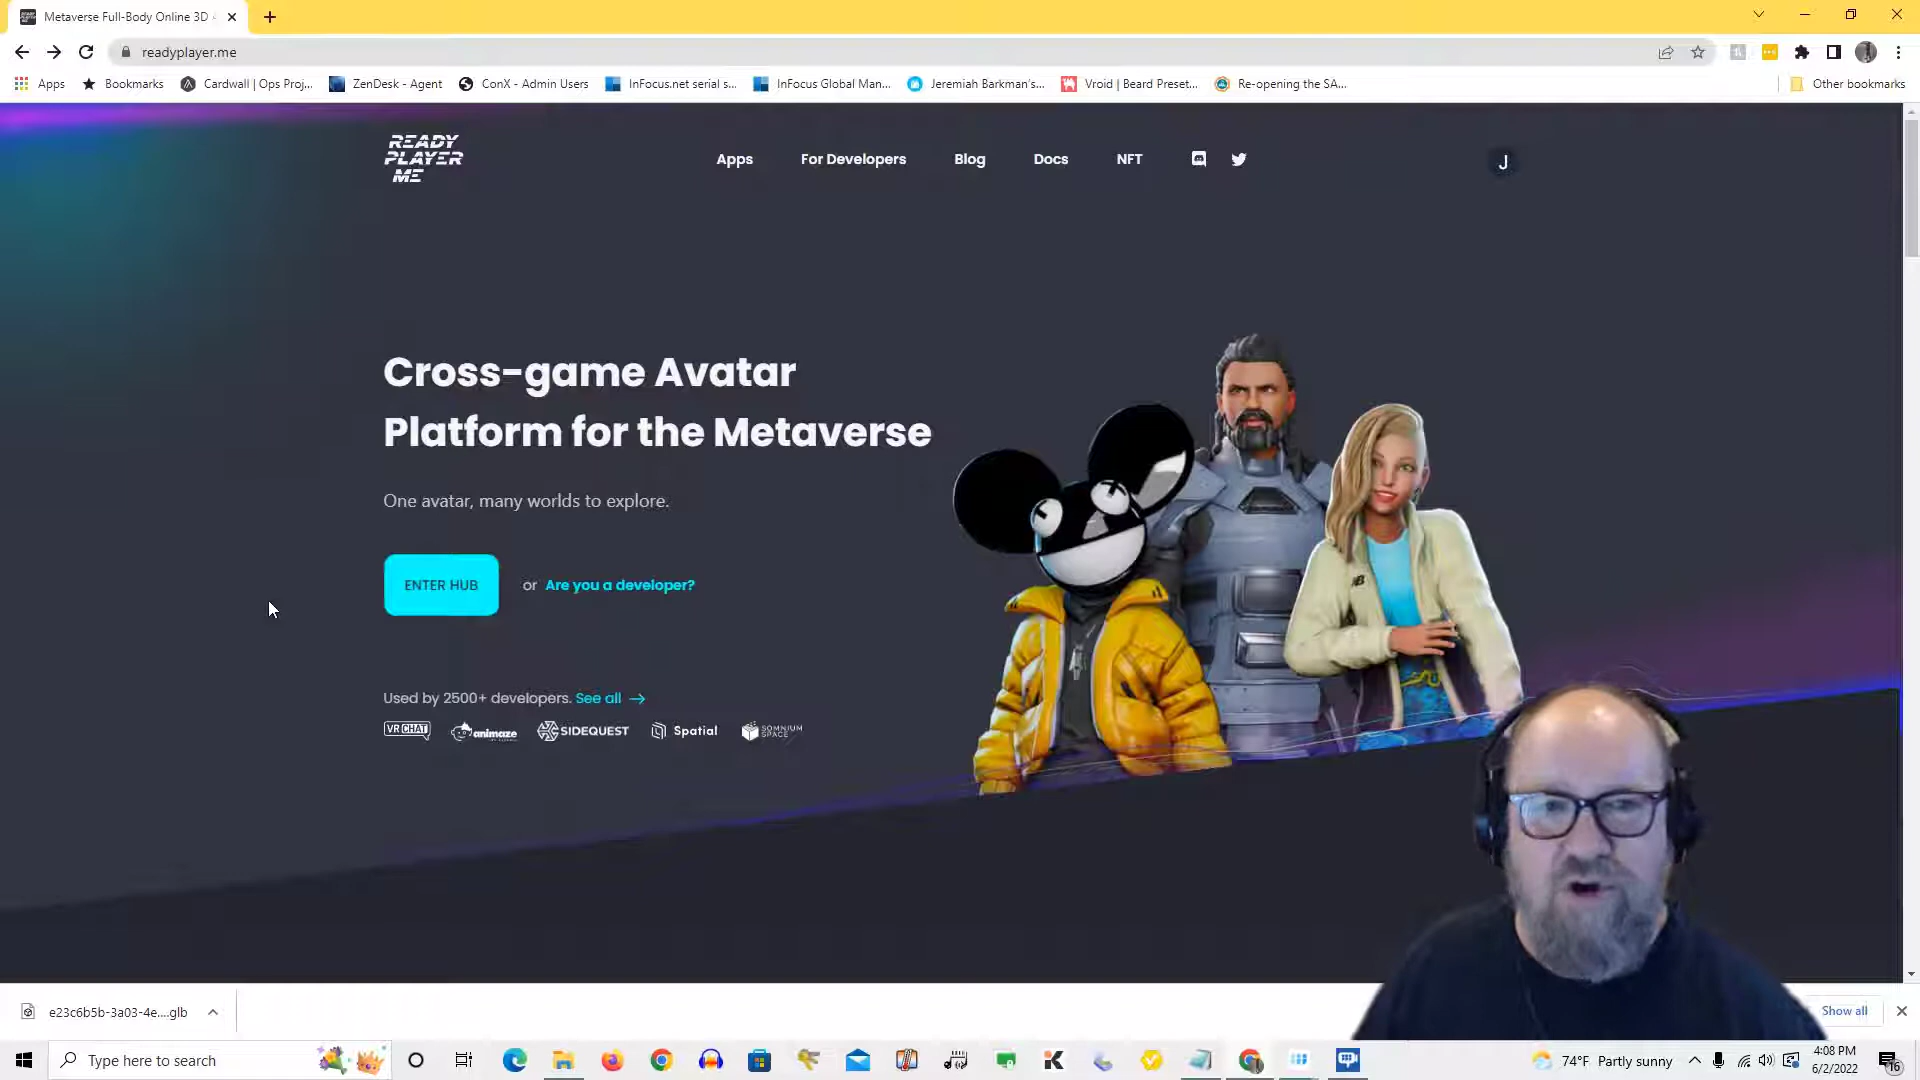 Metaverse Full-Body Online 3D
readyplayer.me
Apps
Bookmarks
Cardwall | Ops Proj...
ZenDesk - Agent
ConX - Admin Users
InFocus.net serial s...
InFocus Global Man...
Jeremiah Barkman's...
Vroid | Beard Preset...
Re-opening the SA...
Other bookmarks
READY
PLAYER
ME
Apps
For Developers
Blog
Docs
NFT
J
Cross-game Avatar
Platform for the Metaverse
One avatar, many worlds to explore.
ENTER HUB
or Are you a developer?
Used by 2500+ developers. See all →
VRCHAT
animaze
SIDEQUEST
Spatial
SOMNIUM
SPACE
e23c6b5b-3a03-4e....glb
Show all
Type here to search
74°F Partly sunny
4:08 PM
6/2/2022
16